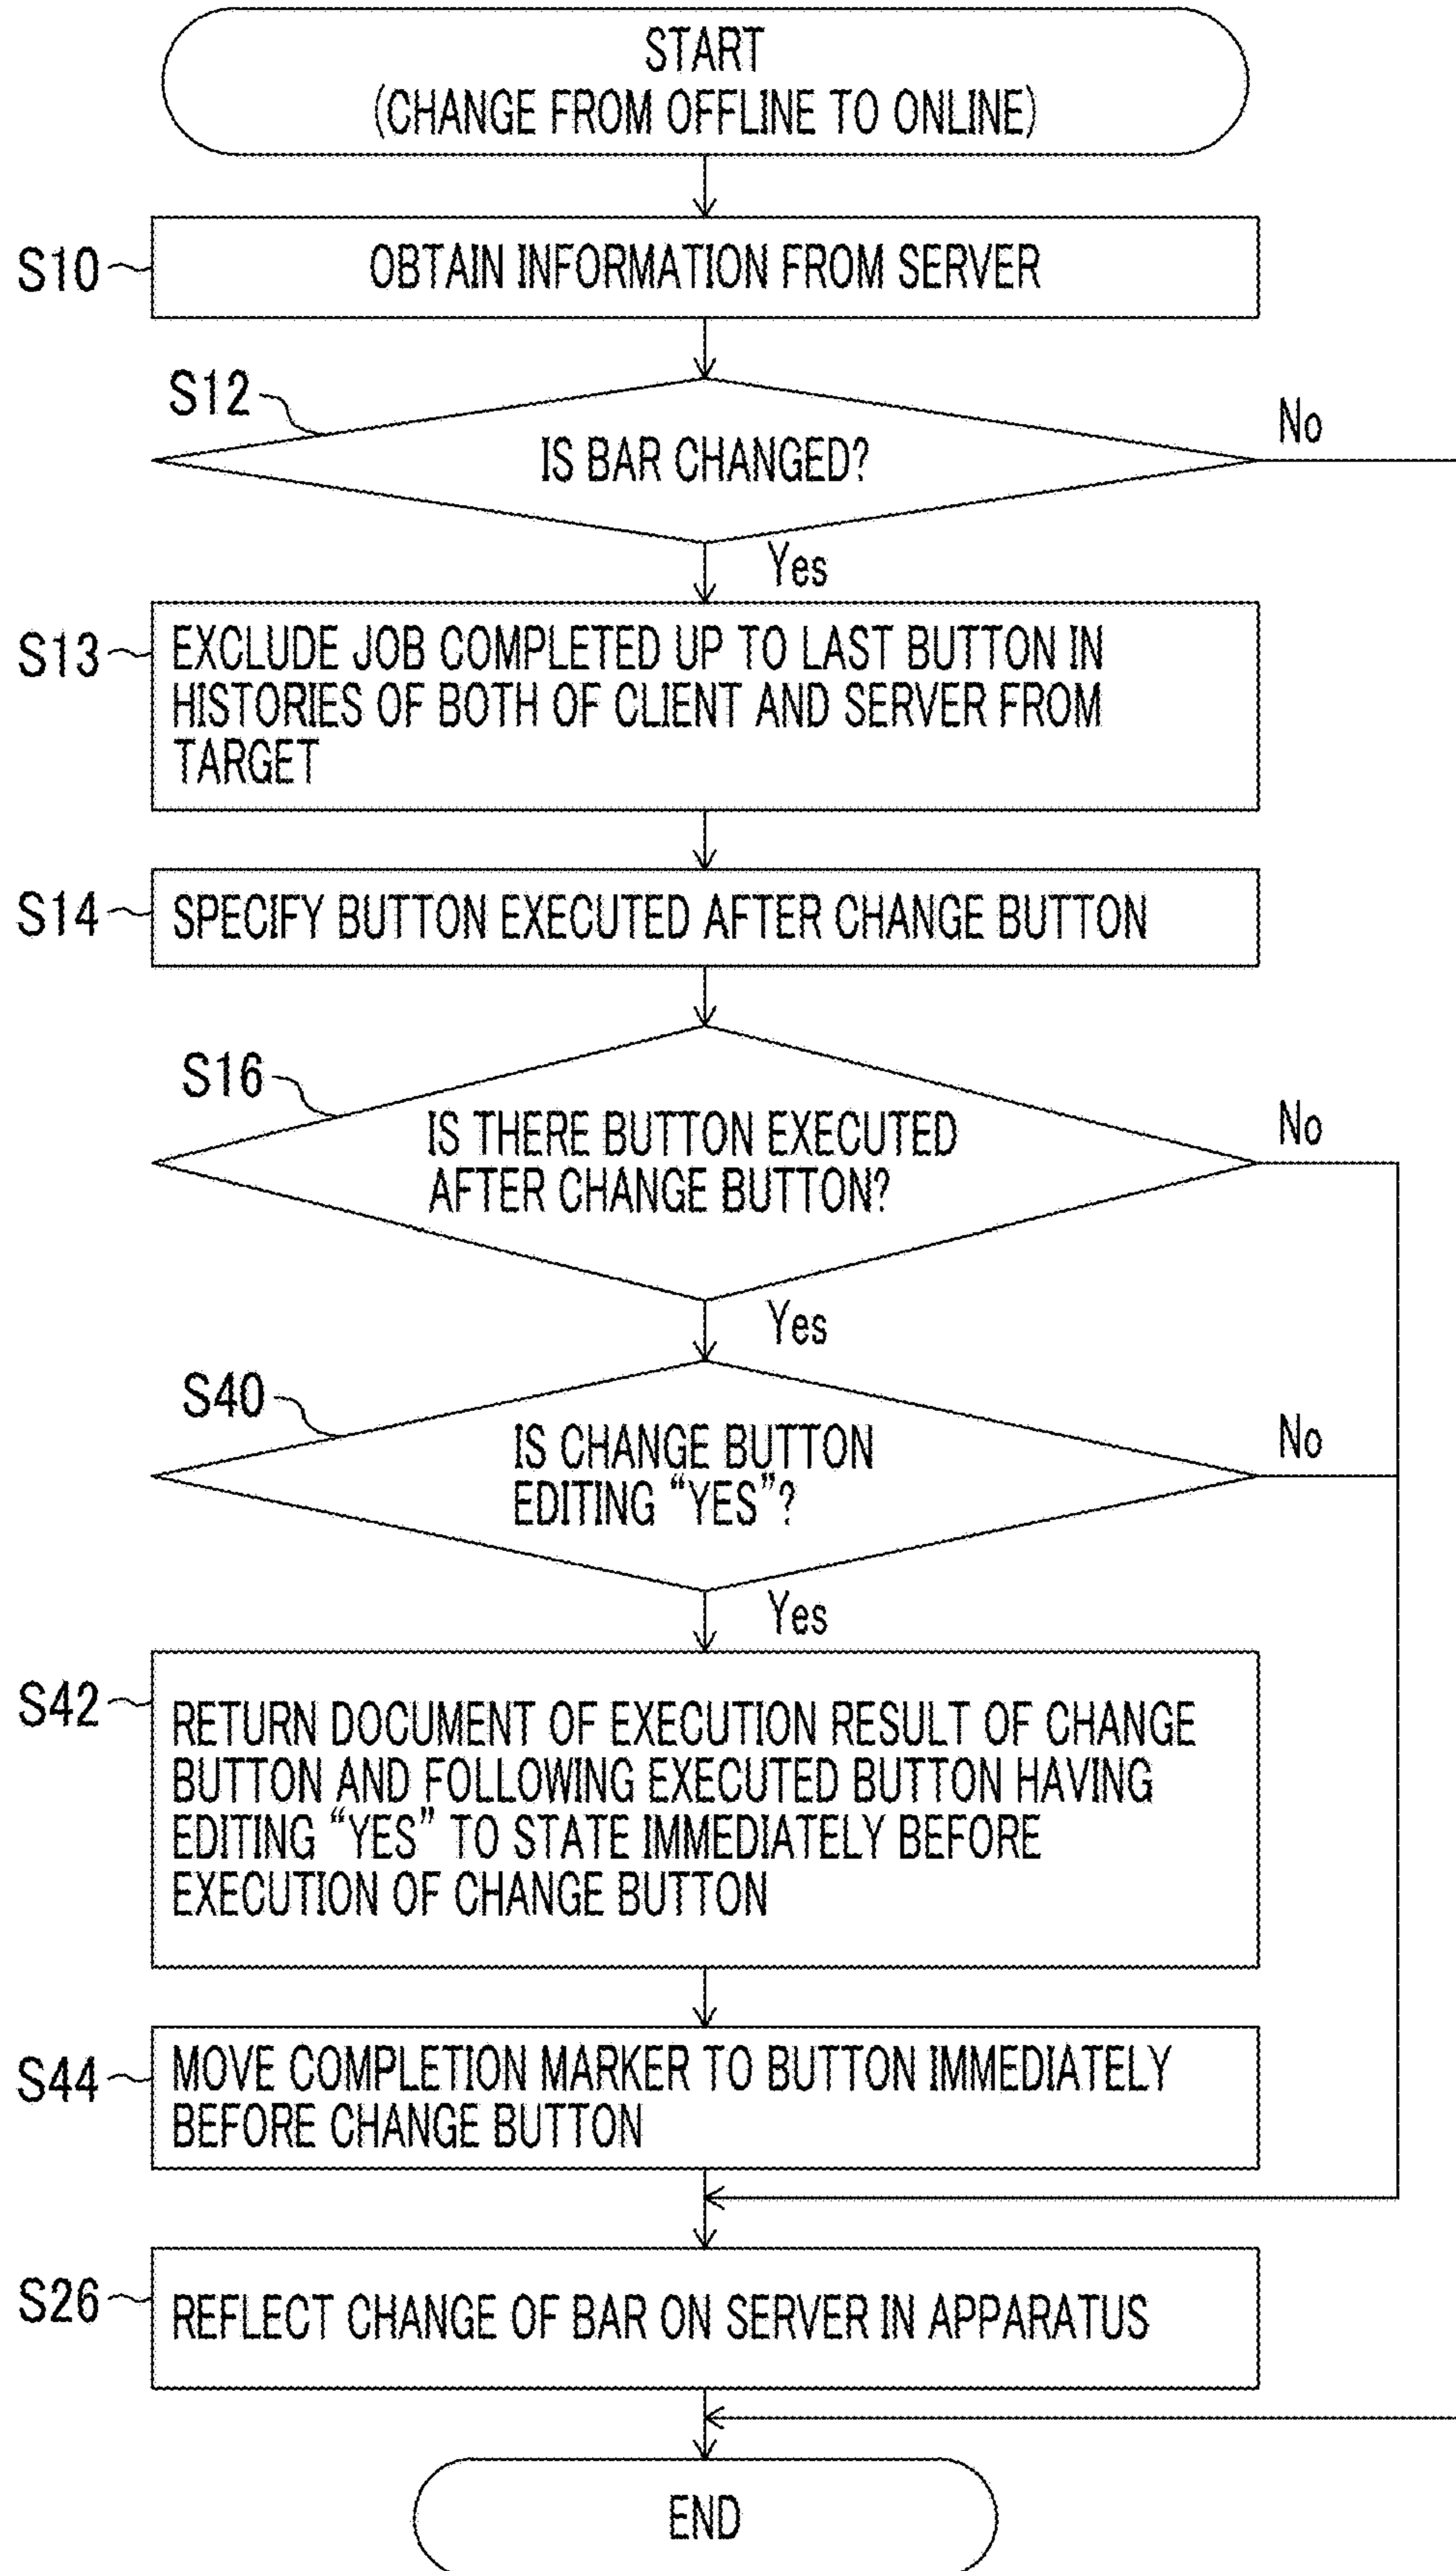 START
(CHANGE FROM OFFLINE TO ONLINE)
S10
OBTAIN INFORMATION FROM SERVER
S12
IS BAR CHANGED?
No
Yes
S13
EXCLUDE JOB COMPLETED UP TO LAST BUTTON IN
HISTORIES OF BOTH OF CLIENT AND SERVER FROM
TARGET
S14
SPECIFY BUTTON EXECUTED AFTER CHANGE BUTTON
S16
IS THERE BUTTON EXECUTED
AFTER CHANGE BUTTON?
No
Yes
S40
IS CHANGE BUTTON
EDITING “YES”?
No
Yes
S42
RETURN DOCUMENT OF EXECUTION RESULT OF CHANGE
BUTTON AND FOLLOWING EXECUTED BUTTON HAVING
EDITING “YES” TO STATE IMMEDIATELY BEFORE
EXECUTION OF CHANGE BUTTON
S44
MOVE COMPLETION MARKER TO BUTTON IMMEDIATELY
BEFORE CHANGE BUTTON
S26
REFLECT CHANGE OF BAR ON SERVER IN APPARATUS
END